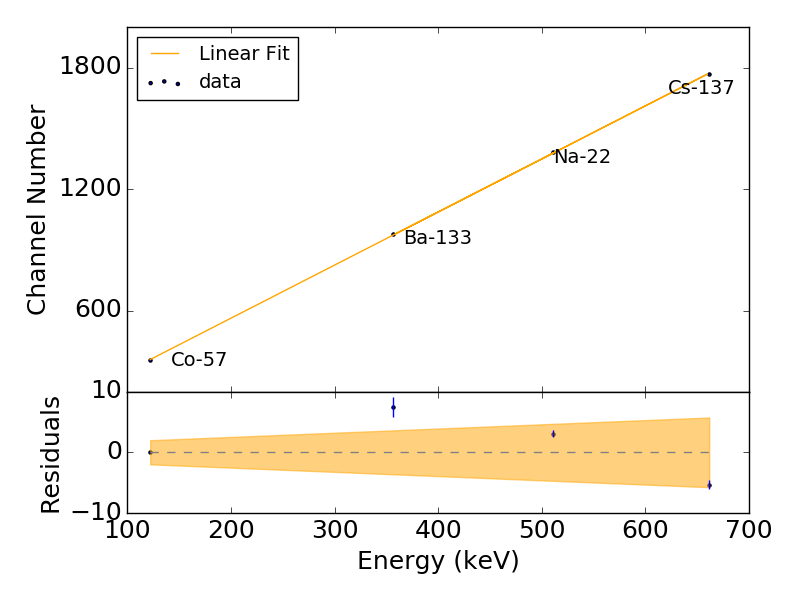 Linear Fit
data
1800
1200
600
Channel Number
Cs-137
Na-22
Ba-133
Co-57
10
0
−10
Residuals
100 200 300 400 500 600 700
Energy (keV)